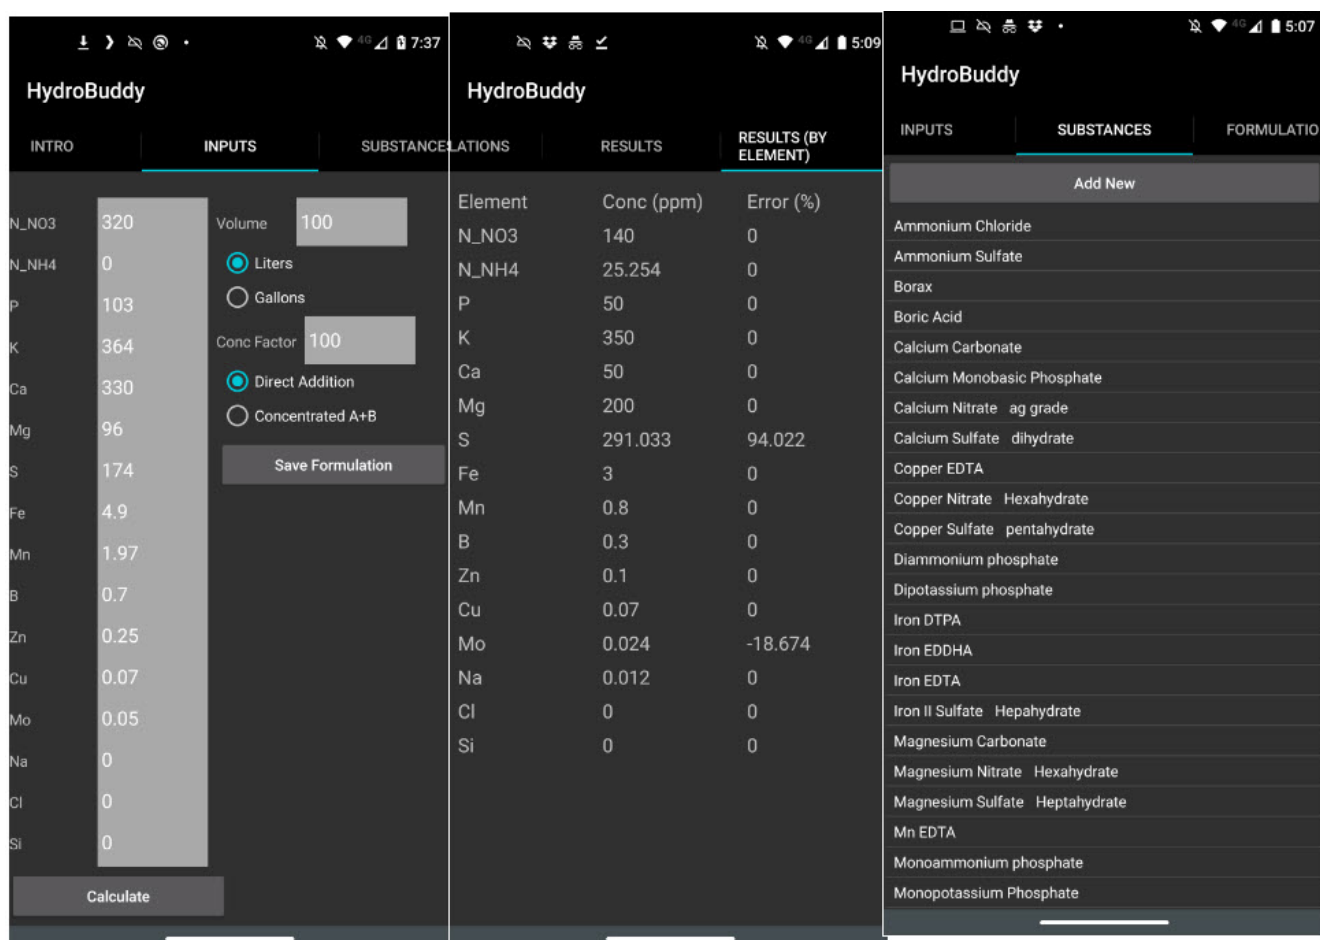 4G 7:37
HydroBuddy
INTRO INPUTS SUBSTANCES
N_NO3 320 Volume 100
N_NH4 0 Liters
P 103 Gallons
K 364 Conc Factor 100
Ca 330 Direct Addition
Mg 96 Concentrated A+B
S 174 Save Formulation
Fe 4.9
Mn 1.97
B 0.7
Zn 0.25
Cu 0.07
Mo 0.05
Na 0
Cl 0
Si 0
Calculate
4G 5:09
HydroBuddy
LATIONS RESULTS RESULTS (BY
ELEMENT)
Element Conc (ppm) Error (%)
N_NO3 140 0
N_NH4 25.254 0
P 50 0
K 350 0
Ca 50 0
Mg 200 0
S 291.033 94.022
Fe 3 0
Mn 0.8 0
B 0.3 0
Zn 0.1 0
Cu 0.07 0
Mo 0.024 -18.674
Na 0.012 0
Cl 0 0
Si 0 0
4G 5:07
HydroBuddy
INPUTS SUBSTANCES FORMULATIO
Add New
Ammonium Chloride
Ammonium Sulfate
Borax
Boric Acid
Calcium Carbonate
Calcium Monobasic Phosphate
Calcium Nitrate ag grade
Calcium Sulfate dihydrate
Copper EDTA
Copper Nitrate Hexahydrate
Copper Sulfate pentahydrate
Diammonium phosphate
Dipotassium phosphate
Iron DTPA
Iron EDDHA
Iron EDTA
Iron II Sulfate Hepahydrate
Magnesium Carbonate
Magnesium Nitrate Hexahydrate
Magnesium Sulfate Heptahydrate
Mn EDTA
Monoammonium phosphate
Monopotassium Phosphate